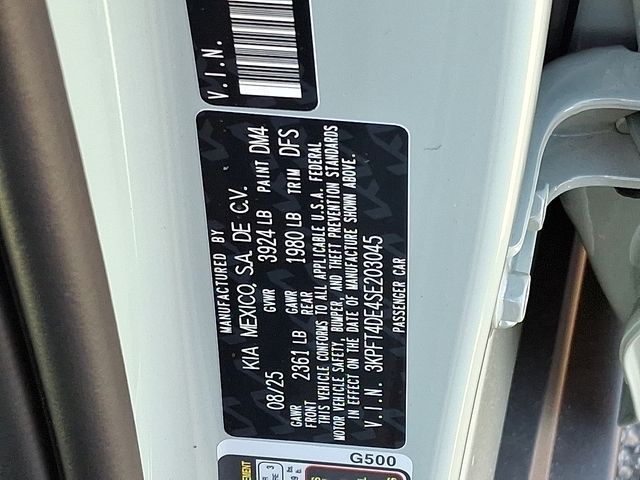 V.I.N.
MANUFACTURED BY
KIA MEXICO, S.A. DE C.V.
08/25 GVWR 3924 LB PAINT DM4
GAWR FRONT 2361 LB GAWR REAR 1980 LB TRIM DFS
THIS VEHICLE CONFORMS TO ALL APPLICABLE U.S.A. FEDERAL
MOTOR VEHICLE SAFETY, BUMPER, AND THEFT PREVENTION STANDARDS
IN EFFECT ON THE DATE OF MANUFACTURE SHOWN ABOVE.
V.I.N. 3KPFT4DE4SE203045
PASSENGER CAR
G500